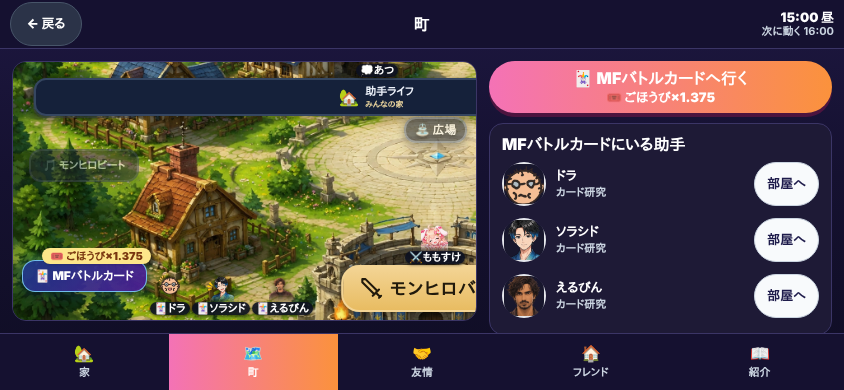 ← 戻る
町
15:00 昼
次に動く 16:00
あつ
助手ライフ
みんなの家
広場
モンヒロビート
ごほうび×1.375
MFバトルカード
ももすけ
モンヒロバ
ドラ
ソラシド
えるびん
MFバトルカードへ行く
ごほうび×1.375
MFバトルカードにいる助手
ドラ
カード研究
部屋へ
ソラシド
カード研究
部屋へ
えるびん
カード研究
部屋へ
家
町
友情
フレンド
紹介